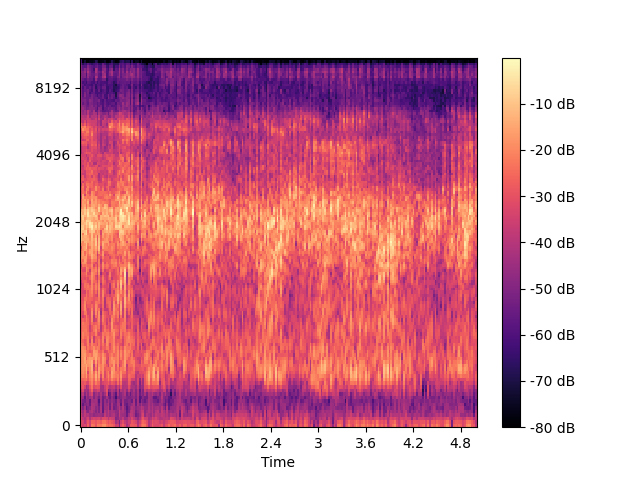 Hz
8192
4096
2048
1024
512
0
0 0.6 1.2 1.8 2.4 3 3.6 4.2 4.8
Time
-10 dB
-20 dB
-30 dB
-40 dB
-50 dB
-60 dB
-70 dB
-80 dB